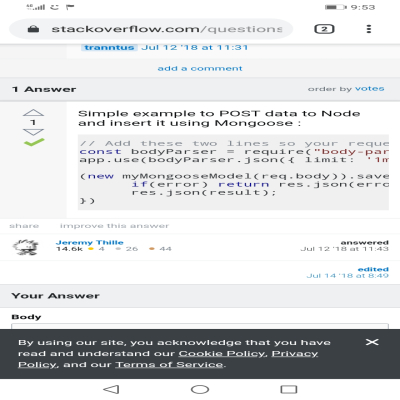 9:53
stackoverflow.com/questions
2
tranntus Jul 12 '18 at 11:31
add a comment
1 Answer
order by votes
1
Simple example to POST data to Node
and insert it using Mongoose :
// Add these two lines so your reque
const bodyParser = require("body-par
app.use(bodyParser.json({ limit: '1m
(new myMongooseModel(req.body)).save
if(error) return res.json(erro
res.json(result);
})
share improve this answer
Jeremy Thille
14.6k 4 26 44
answered
Jul 12 '18 at 11:43
edited
Jul 14 '18 at 8:49
Your Answer
Body
By using our site, you acknowledge that you have
read and understand our Cookie Policy, Privacy
Policy, and our Terms of Service.